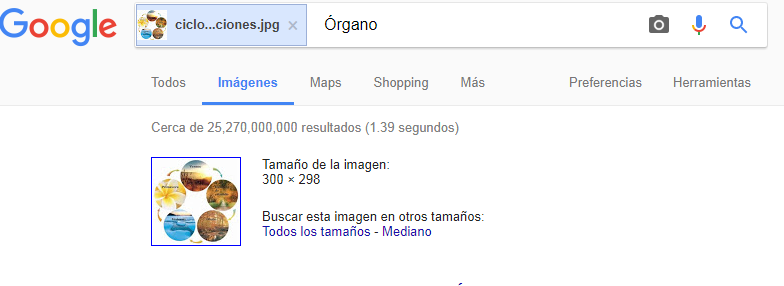 Google ciclo...ciones.jpg × Órgano
Todos Imágenes Maps Shopping Más Preferencias Herramientas
Cerca de 25,270,000,000 resultados (1.39 segundos)
Tamaño de la imagen:
300 × 298
Buscar esta imagen en otros tamaños:
Todos los tamaños - Mediano